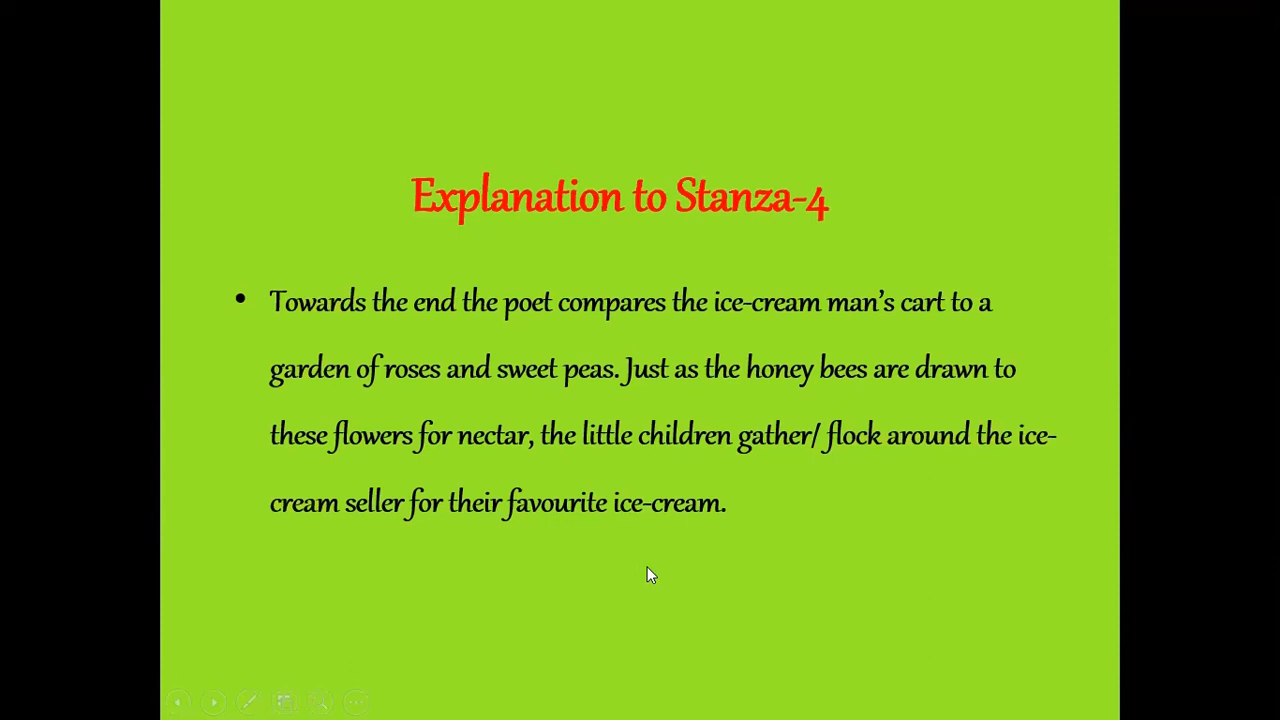 Explanation to Stanza-4
• Towards the end the poet compares the ice-cream man’s cart to a
garden of roses and sweet peas. Just as the honey bees are drawn to
these flowers for nectar, the little children gather/ flock around the ice-
cream seller for their favourite ice-cream.